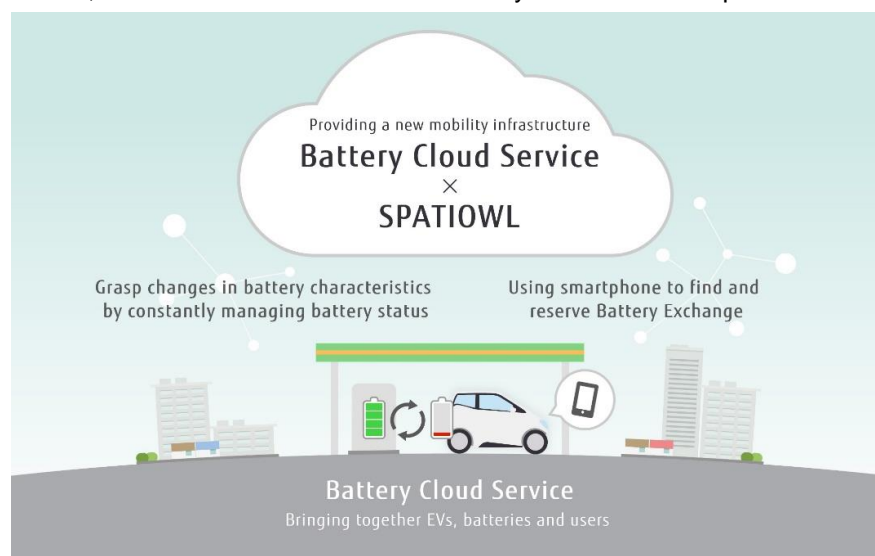 Providing a new mobility infrastructure
Battery Cloud Service
×
SPATIOWL
Grasp changes in battery characteristics
by constantly managing battery status
Using smartphone to find and
reserve Battery Exchange
Battery Cloud Service
Bringing together EVs, batteries and users